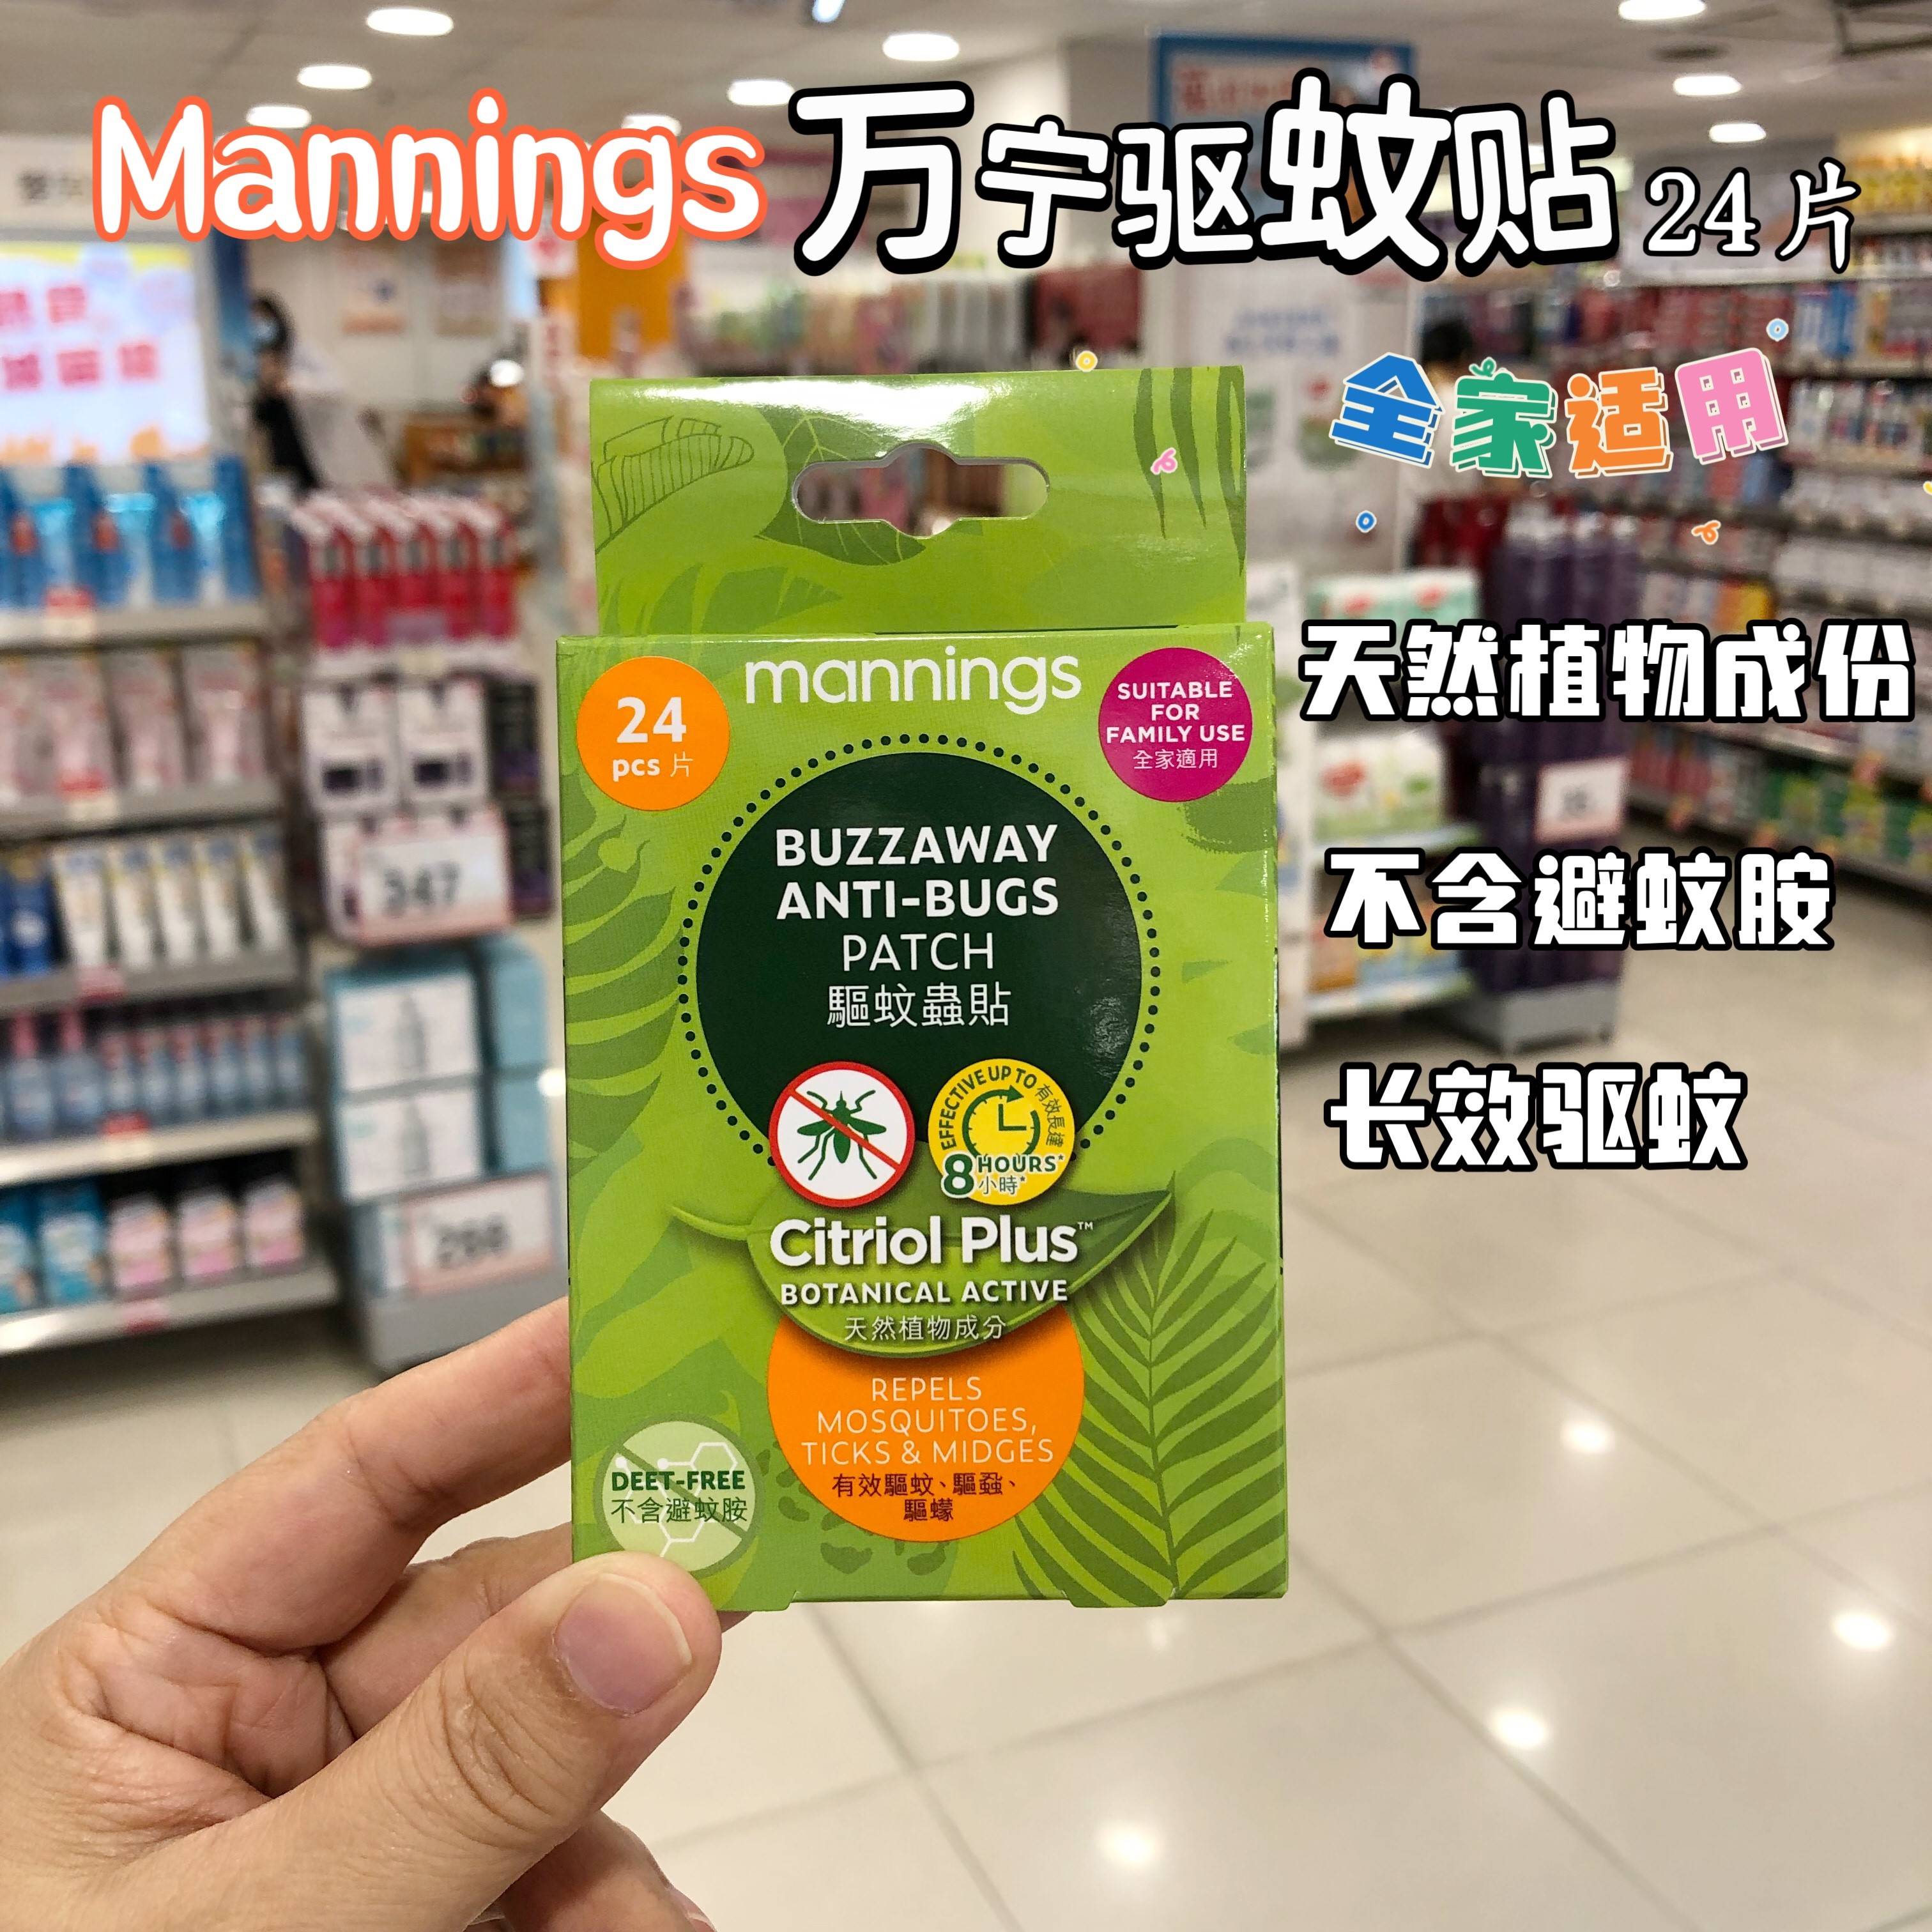 Mannings 万宁驱蚊贴 24片
全家适用
天然植物成份
不含避蚊胺
长效驱蚊
mannings
24
pcs 片
SUITABLE
FOR
FAMILY USE
全家適用
BUZZAWAY
ANTI-BUGS
PATCH
驅蚊蟲貼
EFFECTIVE UP TO 有效長達
8 HOURS*
小時*
Citriol Plus™
BOTANICAL ACTIVE
天然植物成分
REPELS
MOSQUITOES,
TICKS & MIDGES
有效驅蚊、驅蝨、
驅蠓
DEET-FREE
不含避蚊胺
347